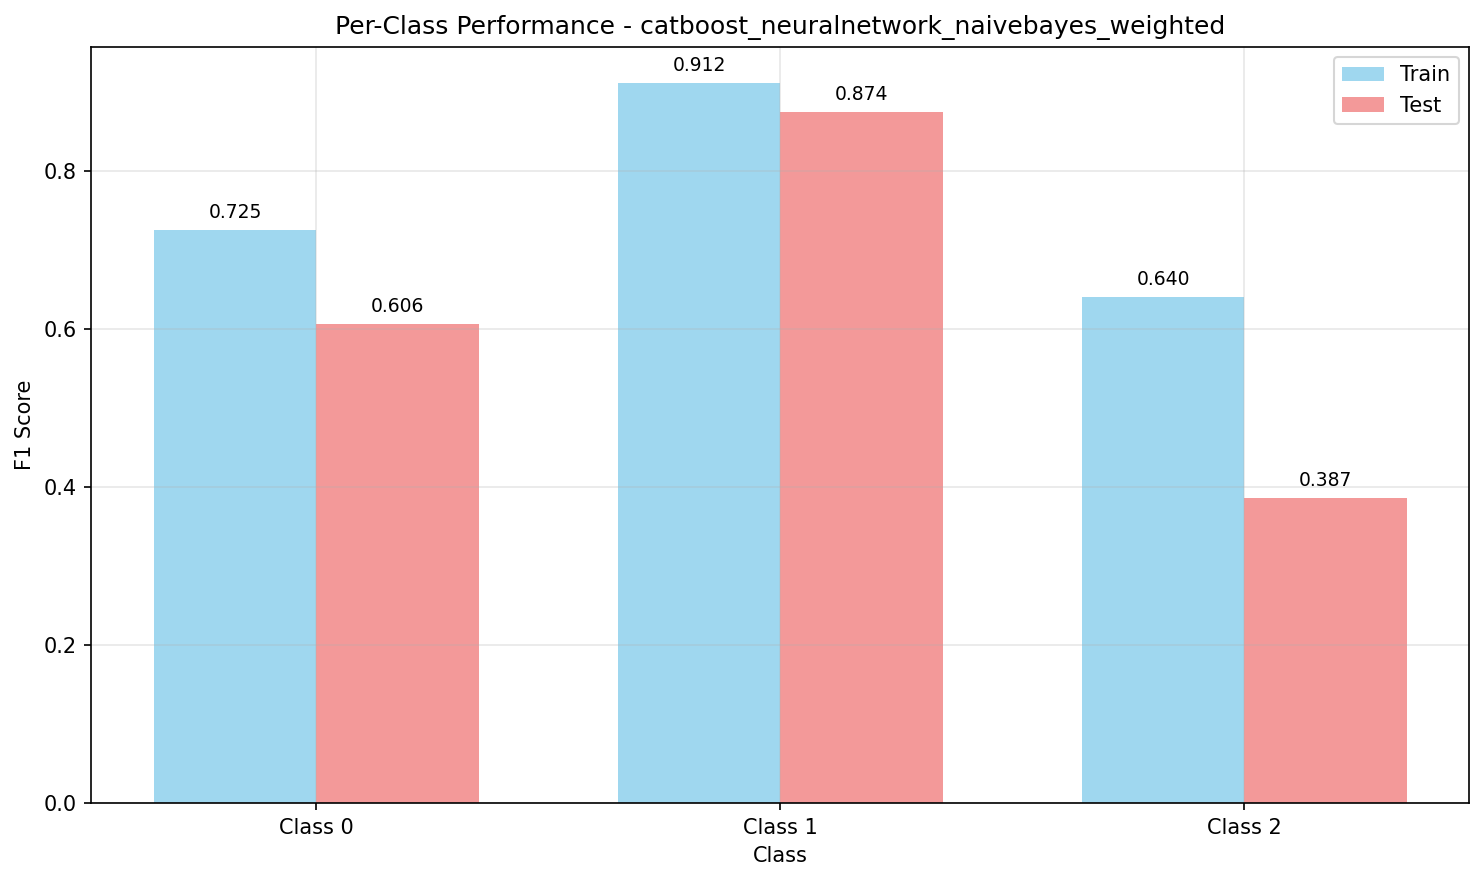 Per-Class Performance - catboost_neuralnetwork_naivebayes_weighted
Train
Test
0.912
0.874
0.725
0.606
0.640
0.387
0.8
0.6
0.4
0.2
0.0
F1 Score
Class 0
Class 1
Class 2
Class